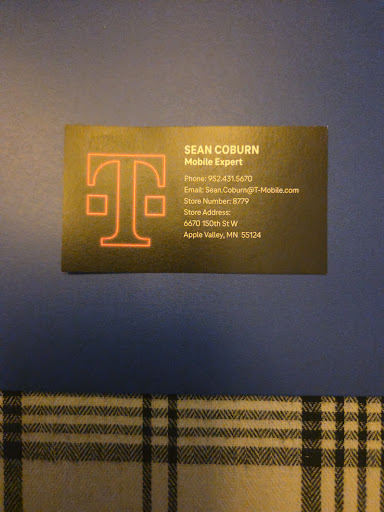 T
SEAN COBURN
Mobile Expert
Phone: 952.431.5670
Email: Sean.Coburn@T-Mobile.com
Store Number: 8779
Store Address:
6670 150th St W
Apple Valley, MN 55124